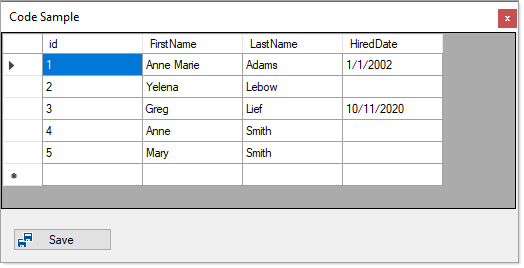 Code Sample
id FirstName LastName HiredDate
1 Anne Marie Adams 1/1/2002
2 Yelena Lebow
3 Greg Lief 10/11/2020
4 Anne Smith
5 Mary Smith
Save